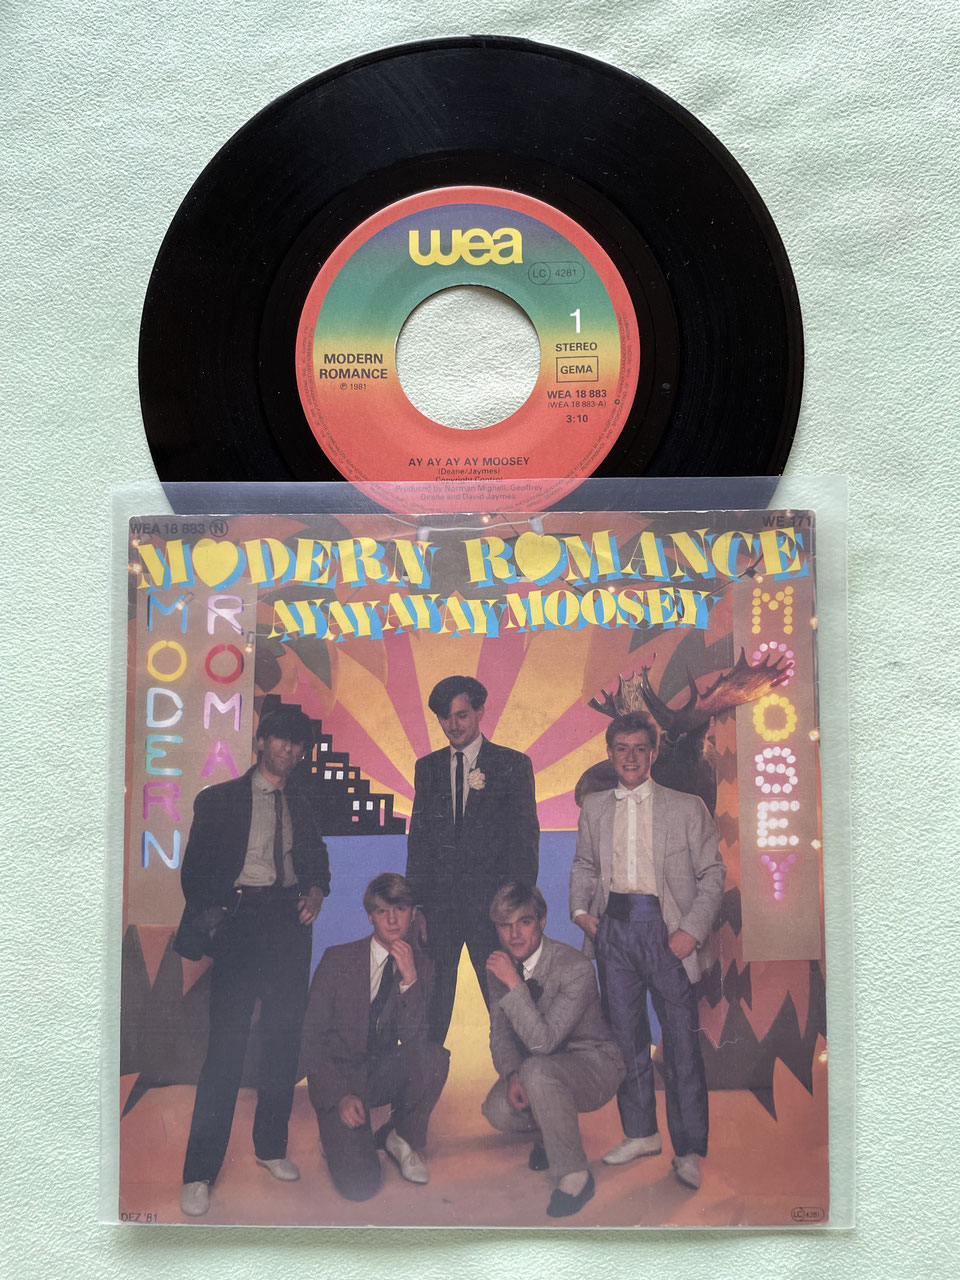 wea
LC 4281
1
STEREO
GEMA
MODERN
ROMANCE
℗ 1981
WEA 18 883
(WEA 18 883-A)
3:10
AY AY AY AY MOOSEY
(Deane/Jaymes)
Copyright Control
Produced by Norman Mighell, Geoffrey
Deane and David Jaymes.
WEA 18 883 N
WE 171
MODERN ROMANCE
AY AY AY AY MOOSEY
MODERN
ROMA
MOOSEY
DEZ '81
LC 4281